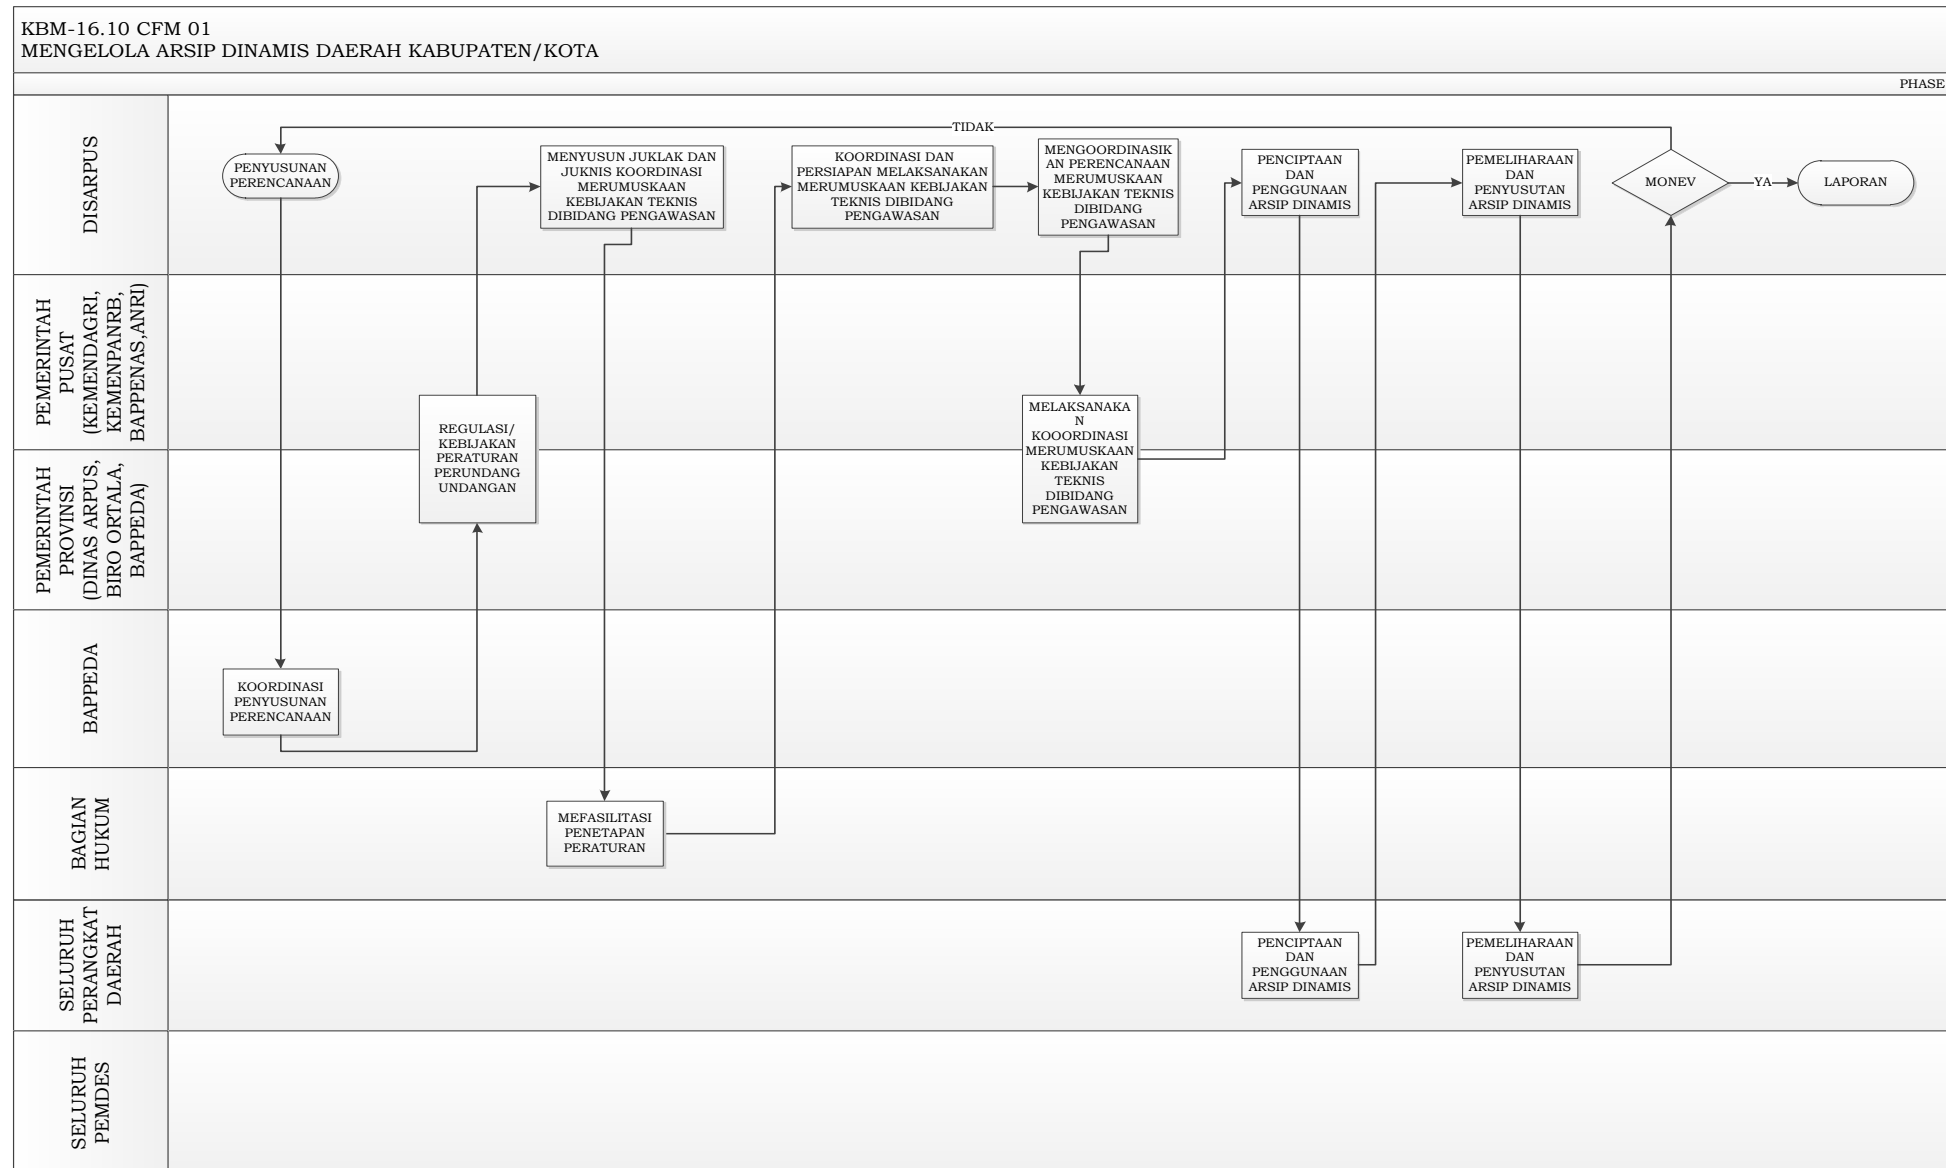 KBM-16.10 CFM 01
MENGELOLA ARSIP DINAMIS DAERAH KABUPATEN/KOTA
PHASE
DISARPUS
TIDAK
PENYUSUNAN
PERENCANAAN
MENYUSUN JUKLAK DAN
JUKNIS KOORDINASI
MERUMUSKAAN
KEBIJAKAN TEKNIS
DIBIDANG PENGAWASAN
KOORDINASI DAN
PERSIAPAN MELAKSANAKAN
MERUMUSKAAN KEBIJAKAN
TEKNIS DIBIDANG
PENGAWASAN
MENGOORDINASIK
AN PERENCANAAN
MERUMUSKAAN
KEBIJAKAN TEKNIS
DIBIDANG
PENGAWASAN
PENCIPTAAN
DAN
PENGGUNAAN
ARSIP DINAMIS
PEMELIHARAAN
DAN
PENYUSUTAN
ARSIP DINAMIS
MONEV
YA
LAPORAN
PEMERINTAH
PUSAT
(KEMENDAGRI,
KEMENPANRB,
BAPPENAS,ANRI)
REGULASI/
KEBIJAKAN
PERATURAN
PERUNDANG
UNDANGAN
MELAKSANAKA
N
KOOORDINASI
MERUMUSKAAN
KEBIJAKAN
TEKNIS
DIBIDANG
PENGAWASAN
PEMERINTAH
PROVINSI
(DINAS ARPUS,
BIRO ORTALA,
BAPPEDA)
BAPPEDA
KOORDINASI
PENYUSUNAN
PERENCANAAN
BAGIAN
HUKUM
MEFASILITASI
PENETAPAN
PERATURAN
SELURUH
PERANGKAT
DAERAH
PENCIPTAAN
DAN
PENGGUNAAN
ARSIP DINAMIS
PEMELIHARAAN
DAN
PENYUSUTAN
ARSIP DINAMIS
SELURUH
PEMDES